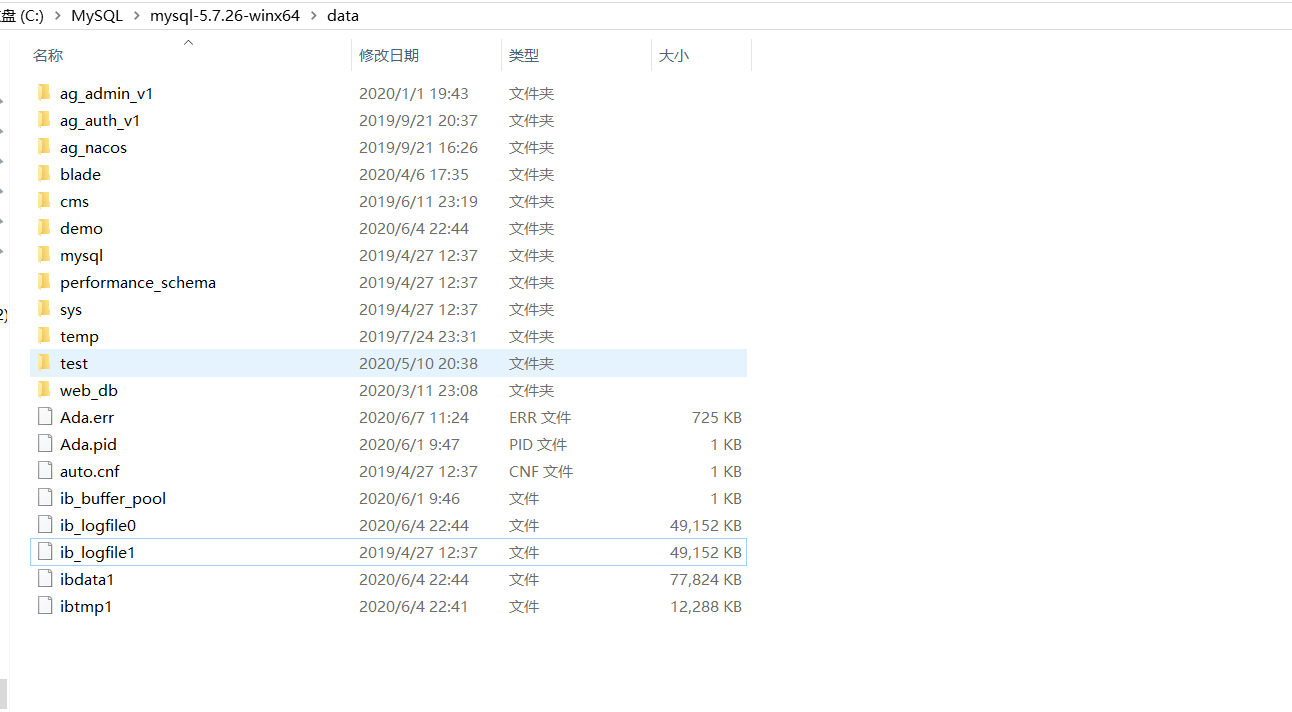 盘 (C:) > MySQL > mysql-5.7.26-winx64 > data
名称 修改日期 类型 大小
ag_admin_v1 2020/1/1 19:43 文件夹
ag_auth_v1 2019/9/21 20:37 文件夹
ag_nacos 2019/9/21 16:26 文件夹
blade 2020/4/6 17:35 文件夹
cms 2019/6/11 23:19 文件夹
demo 2020/6/4 22:44 文件夹
mysql 2019/4/27 12:37 文件夹
performance_schema 2019/4/27 12:37 文件夹
sys 2019/4/27 12:37 文件夹
2)
temp 2019/7/24 23:31 文件夹
test 2020/5/10 20:38 文件夹
web_db 2020/3/11 23:08 文件夹
Ada.err 2020/6/7 11:24 ERR 文件 725 KB
Ada.pid 2020/6/1 9:47 PID 文件 1 KB
auto.cnf 2019/4/27 12:37 CNF 文件 1 KB
ib_buffer_pool 2020/6/1 9:46 文件 1 KB
ib_logfile0 2020/6/4 22:44 文件 49,152 KB
ib_logfile1 2019/4/27 12:37 文件 49,152 KB
ibdata1 2020/6/4 22:44 文件 77,824 KB
ibtmp1 2020/6/4 22:41 文件 12,288 KB